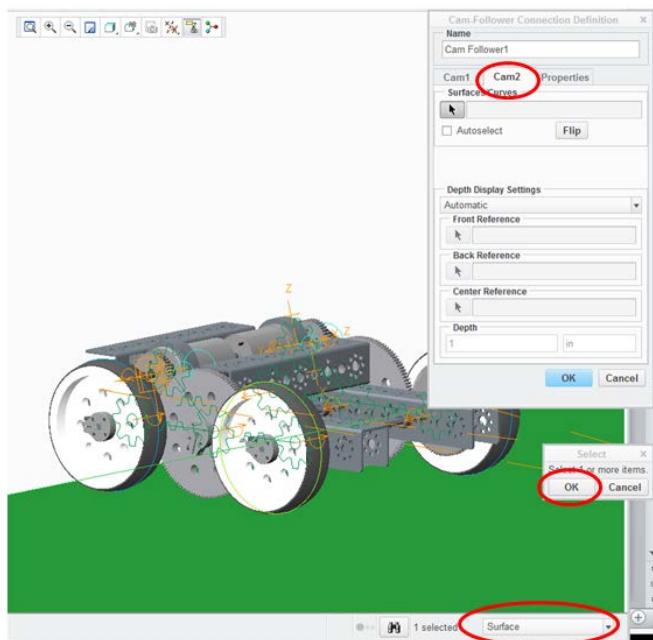 Cam-Follower Connection Definition
Name
Cam Follower1
Cam1 Cam2 Properties
Surfaces Curves
Autoselect Flip
Depth Display Settings
Automatic
Front Reference
Back Reference
Center Reference
Depth
1 in
OK Cancel
Z
Z
Select
Select 1 or more items.
OK Cancel
1 selected Surface